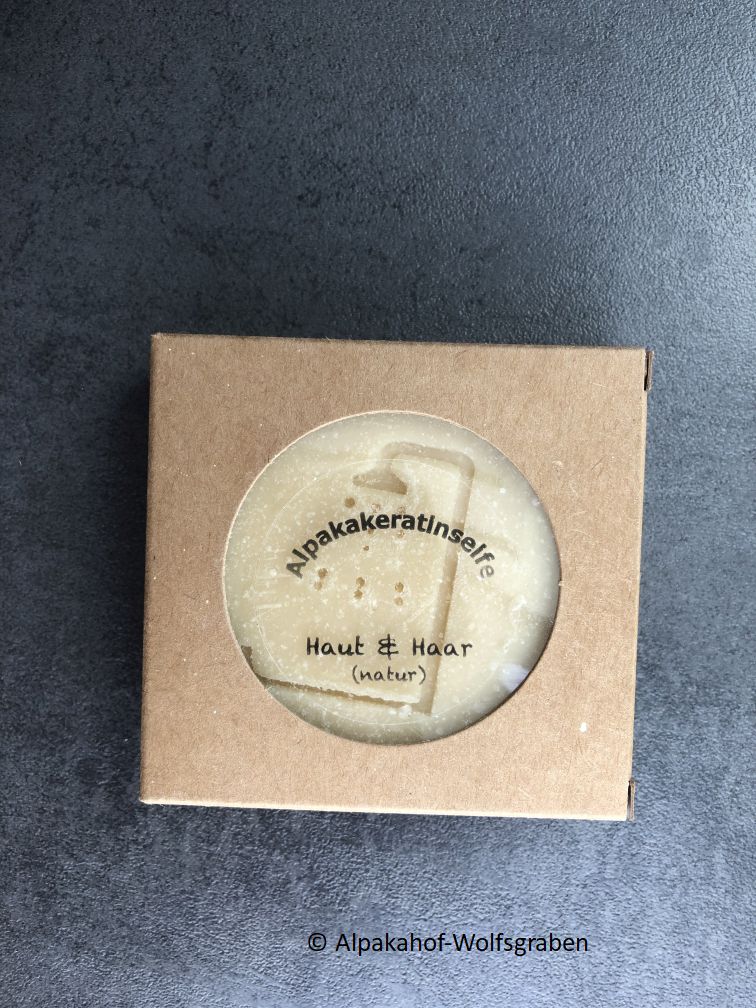 Alpakakeratinseife
Haut & Haar
(natur)
© Alpakahof-Wolfsgraben